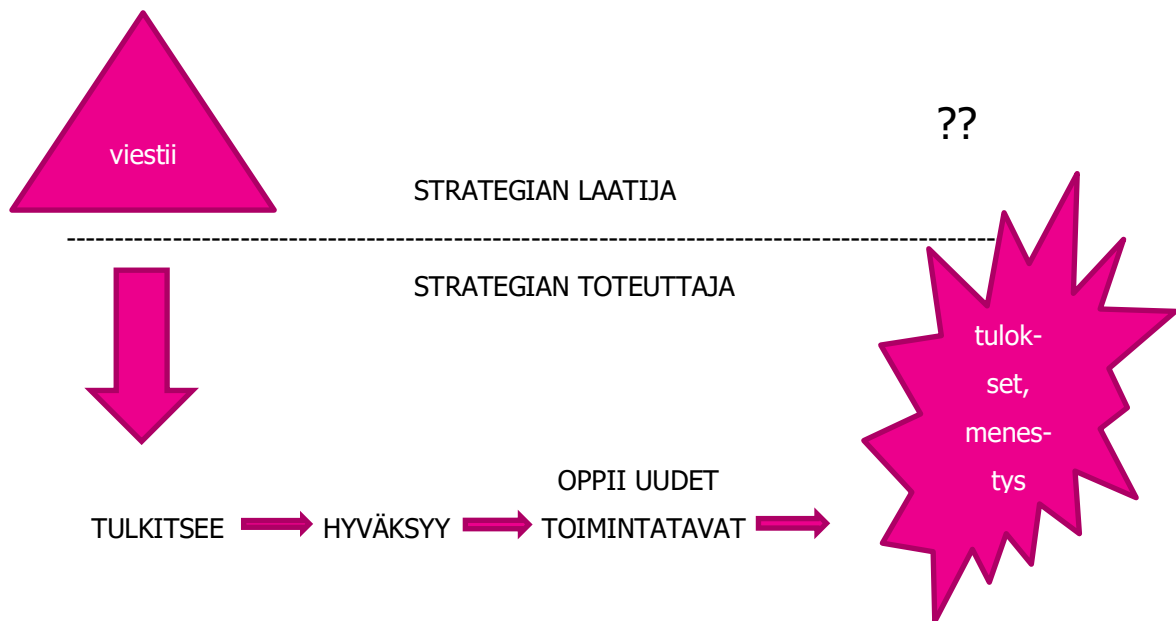 viestii
??
STRATEGIAN LAATIJA
STRATEGIAN TOTEUTTAJA
tulok-
set,
menes-
tys
TULKITSEE
HYVÄKSYY
OPPII UUDET
TOIMINTATAVAT